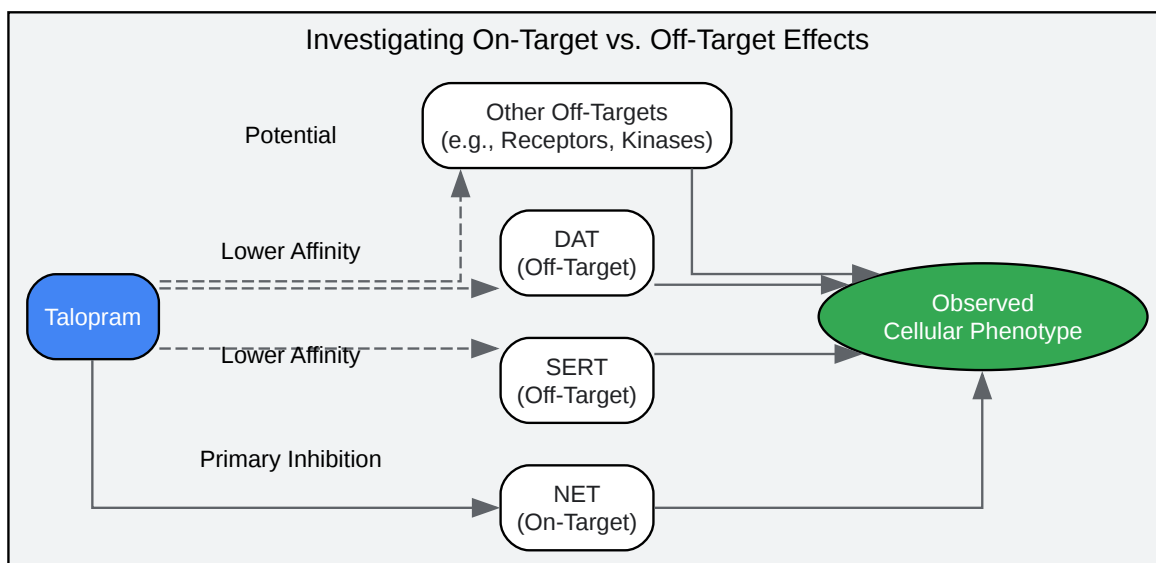 Investigating On-Target vs. Off-Target Effects
Other Off-Targets
(e.g., Receptors, Kinases)
Potential
DAT
(Off-Target)
Lower Affinity
Talopram
Observed
Cellular Phenotype
Lower Affinity
SERT
(Off-Target)
Primary Inhibition
NET
(On-Target)